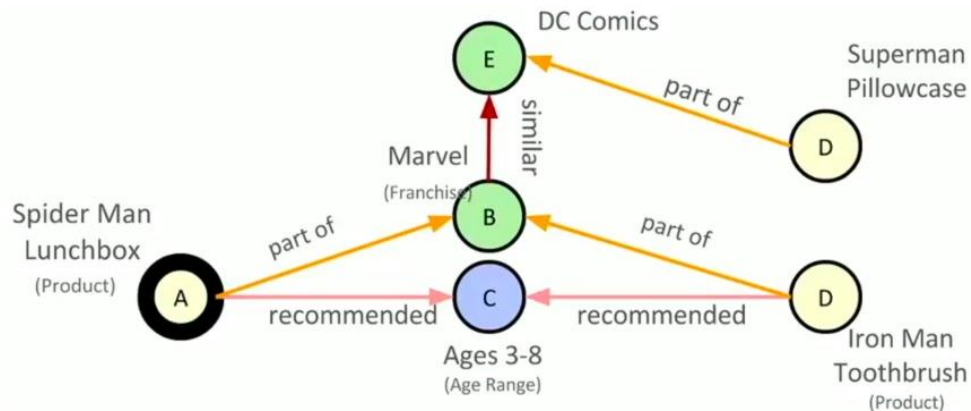 DC Comics
E
Superman
Pillowcase
part of
D
similar
Marvel
(Franchise)
B
Spider Man
Lunchbox
(Product)
part of
part of
A
C
D
recommended
recommended
Ages 3-8
(Age Range)
Iron Man
Toothbrush
(Product)